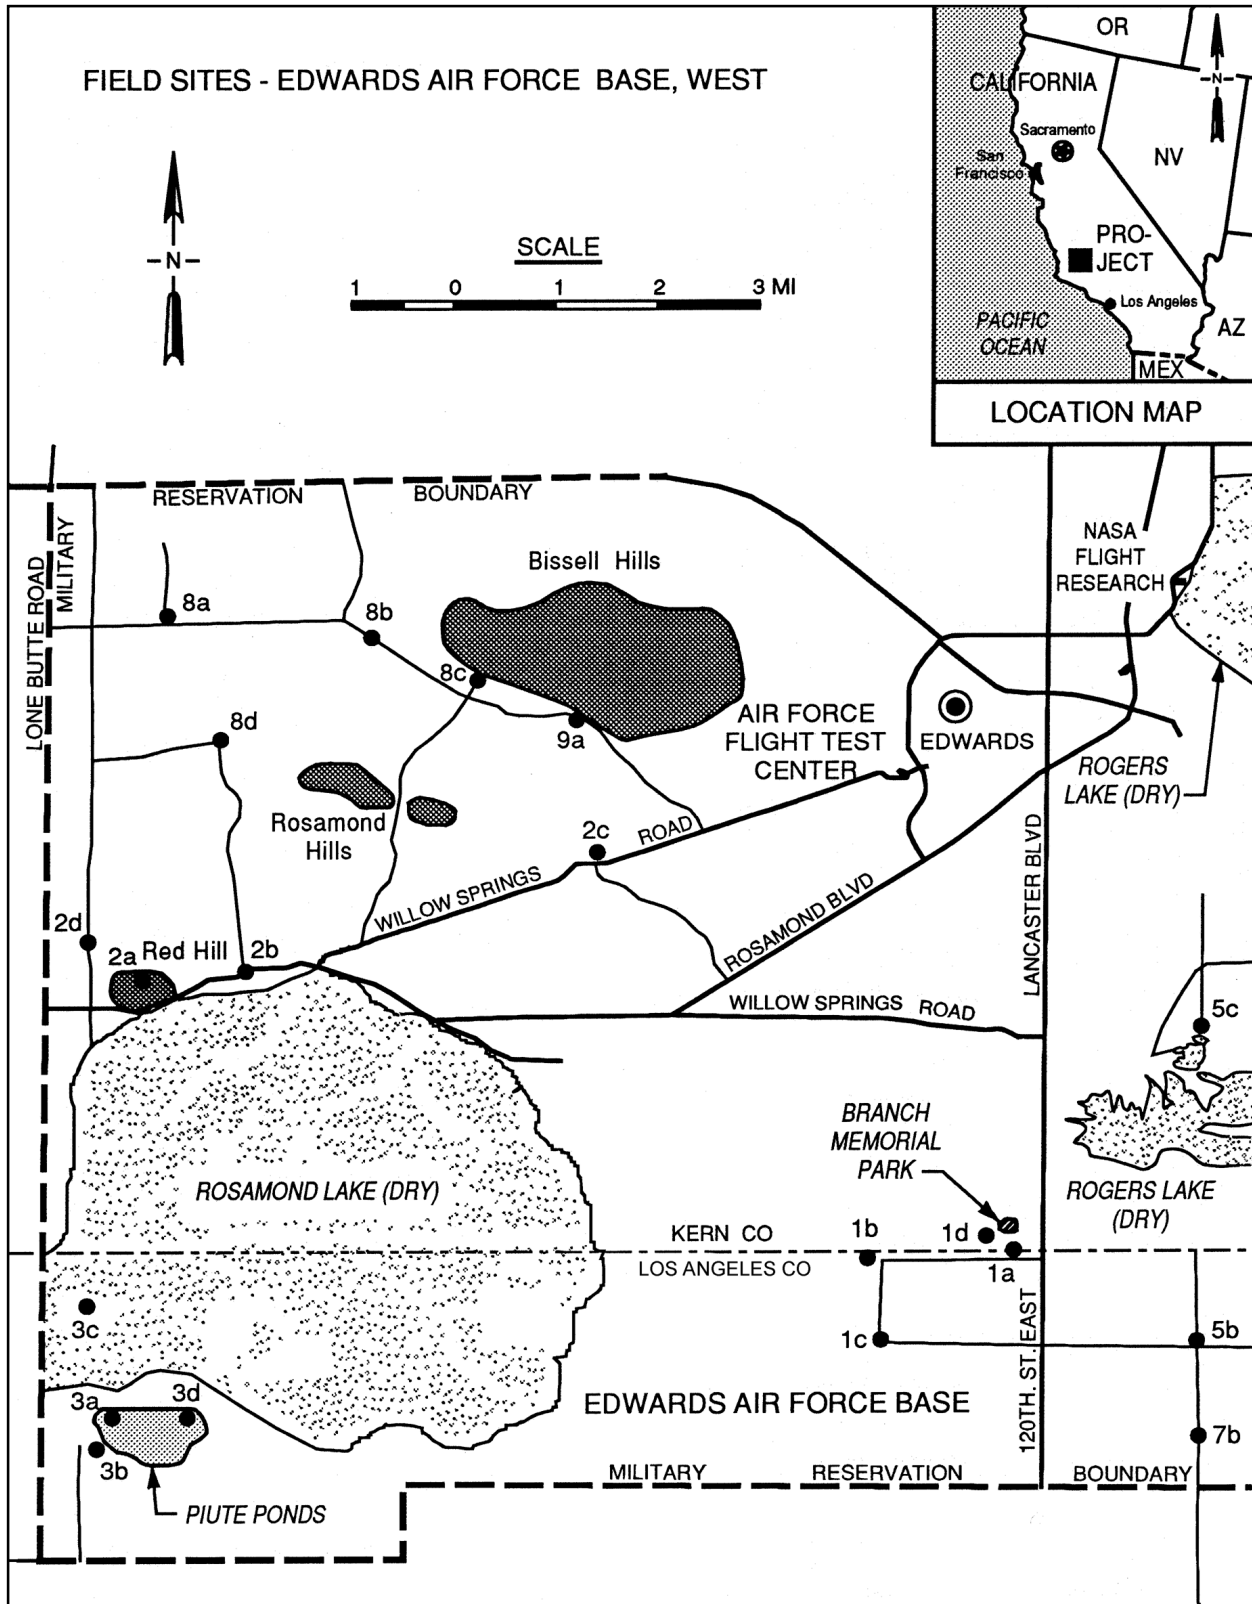 FIELD SITES - EDWARDS AIR FORCE BASE, WEST
N
SCALE
1 0 1 2 3 MI
OR
N
CALIFORNIA
Sacramento
NV
San
Francisco
PRO-
JECT
Los Angeles
PACIFIC
OCEAN
AZ
MEX
LOCATION MAP
RESERVATION BOUNDARY
MILITARY
LONE BUTTE ROAD
Bissell Hills
NASA
FLIGHT
RESEARCH
8a
8b
8c
8d
9a
AIR FORCE
FLIGHT TEST
CENTER
EDWARDS
ROGERS
LAKE (DRY)
Rosamond
Hills
2c
WILLOW SPRINGS ROAD
ROSAMOND BLVD
LANCASTER BLVD
2d
2a
Red Hill
2b
WILLOW SPRINGS ROAD
5c
BRANCH
MEMORIAL
PARK
ROSAMOND LAKE (DRY)
ROGERS LAKE
(DRY)
KERN CO
LOS ANGELES CO
1b
1d
1a
3c
1c
120TH. ST. EAST
5b
3a
3d
EDWARDS AIR FORCE BASE
3b
7b
MILITARY RESERVATION BOUNDARY
PIUTE PONDS